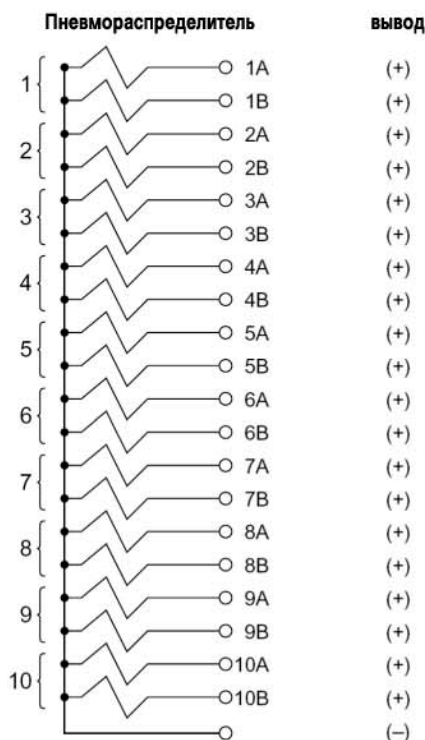 Пневмораспределитель вывод
1 1A (+)
1B (+)
2 2A (+)
2B (+)
3 3A (+)
3B (+)
4 4A (+)
4B (+)
5 5A (+)
5B (+)
6 6A (+)
6B (+)
7 7A (+)
7B (+)
8 8A (+)
8B (+)
9 9A (+)
9B (+)
10 10A (+)
10B (+)
(–)